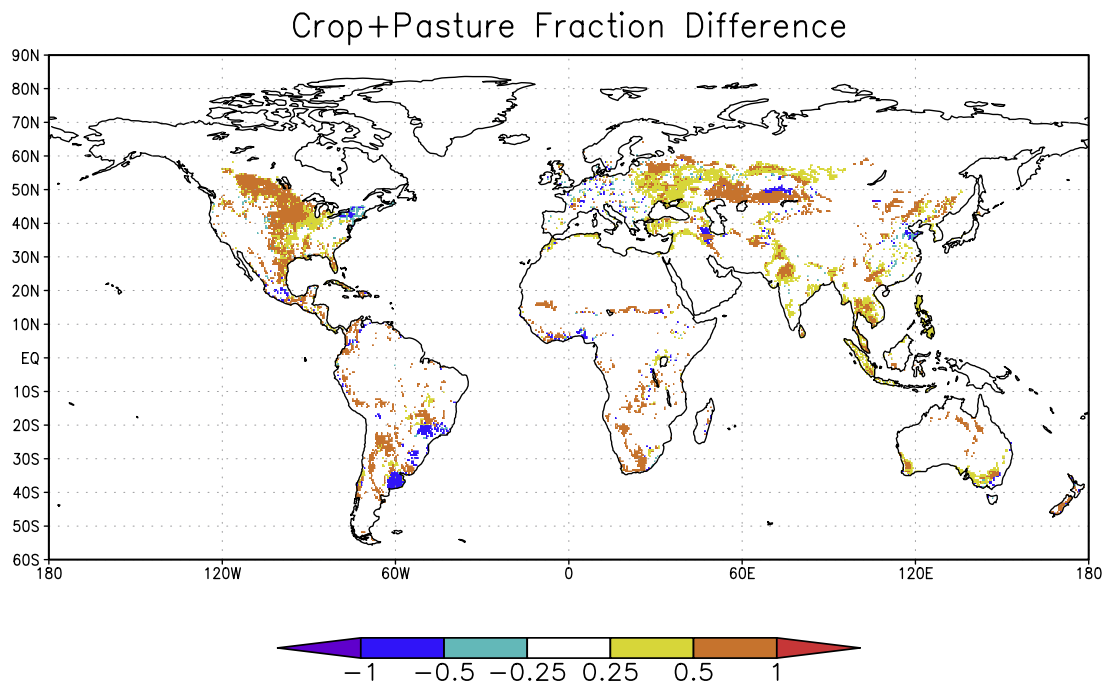 Crop+Pasture Fraction Difference
90N
80N
70N
60N
50N
40N
30N
20N
10N
EQ
10S
20S
30S
40S
50S
60S
180 120W 60W 0 60E 120E 180
−1 −0.5 −0.25 0.25 0.5 1